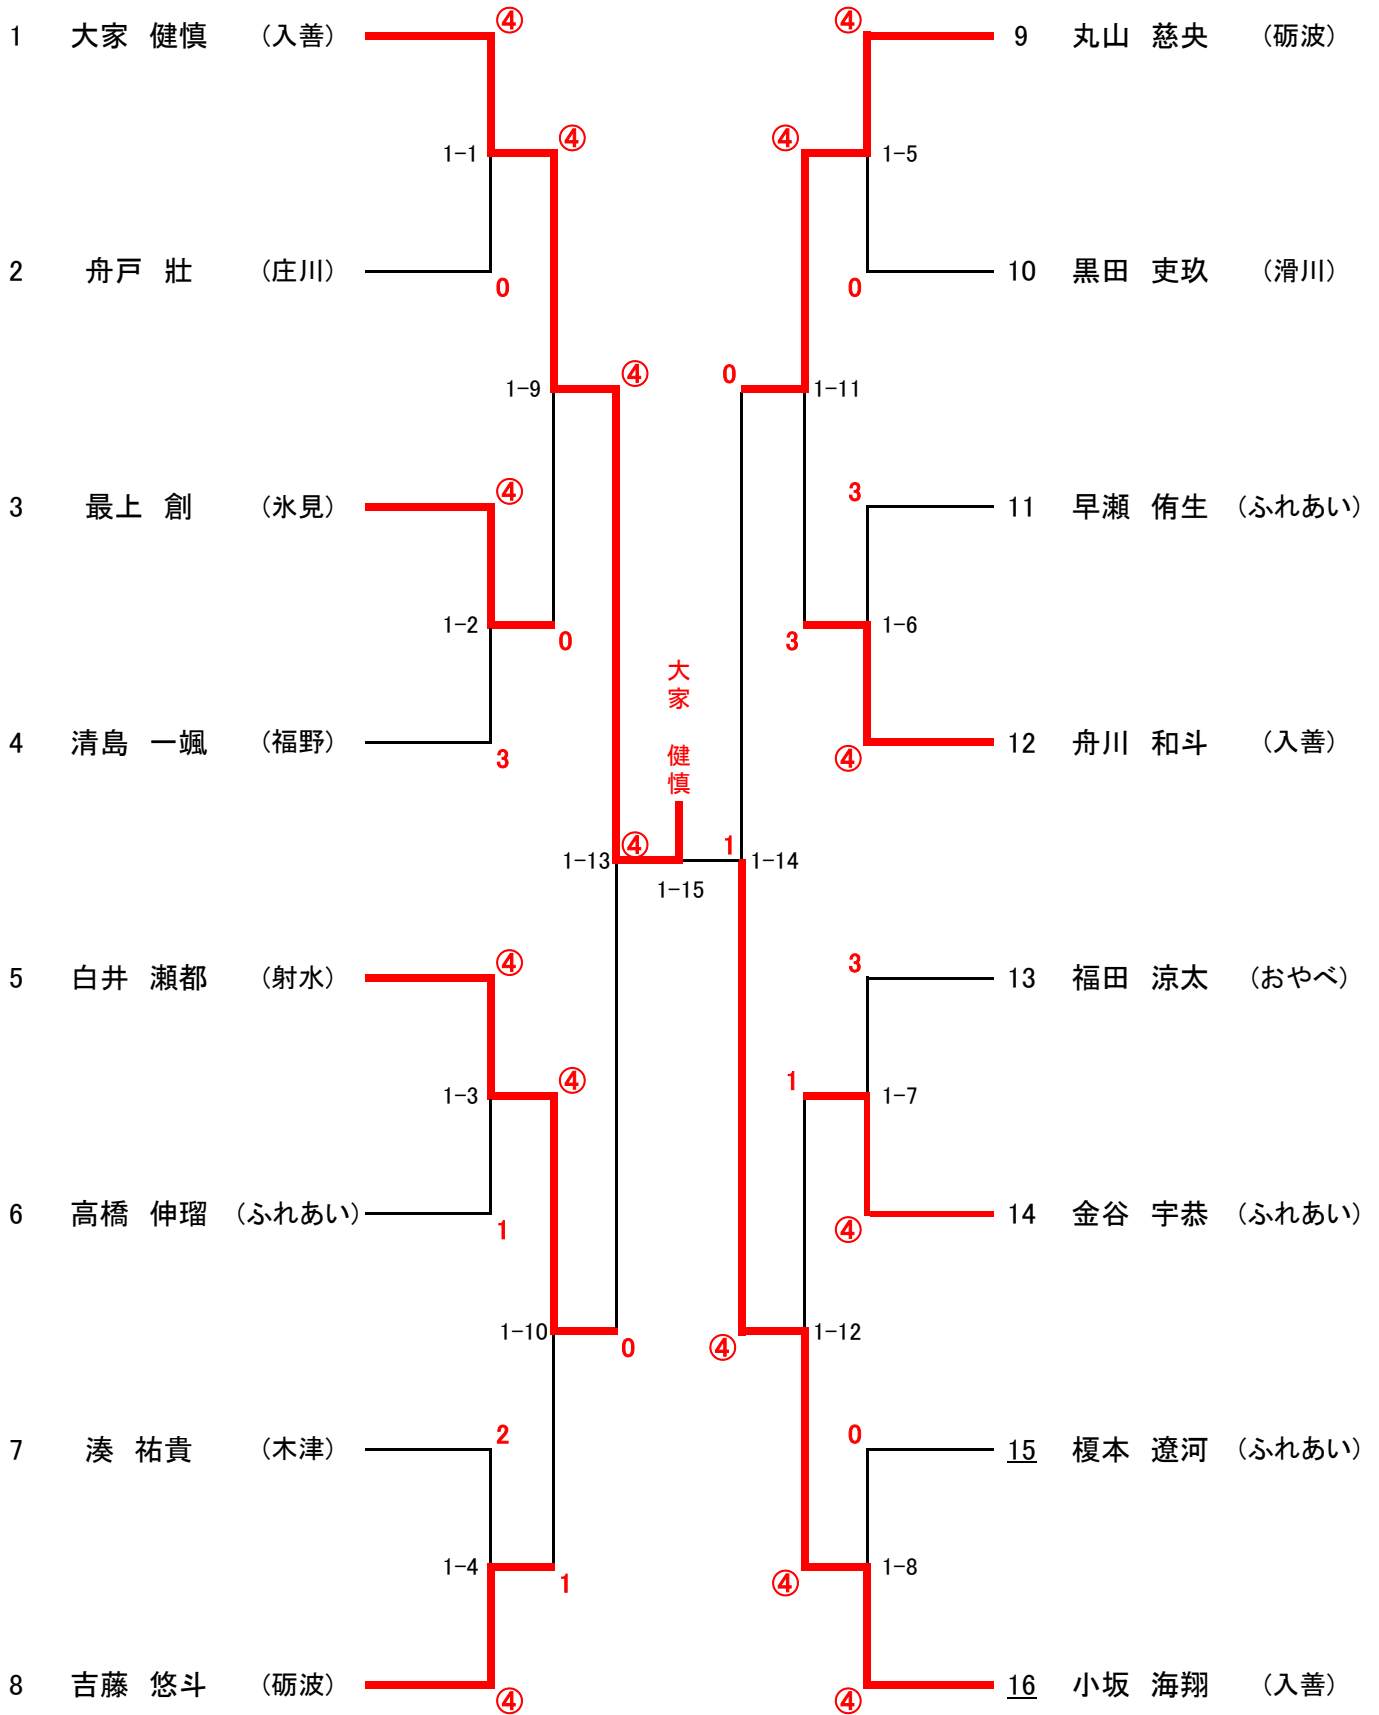 1 大家 健慎 (入善) ④ ④ 9 丸山 慈央 (砺波)
1-1 ④ ④ 1-5
2 舟戸 壯 (庄川) 0 0 10 黒田 吏玖 (滑川)
1-9 ④ 0 1-11
3 最上 創 (氷見) ④ 3 11 早瀬 侑生 (ふれあい)
1-2 0 3 1-6
大家 健慎
4 清島 一颯 (福野) 3 ④ 12 舟川 和斗 (入善)
1-13 ④ 1 1-14
1-15
5 白井 瀬都 (射水) ④ 3 13 福田 涼太 (おやべ)
1-3 ④ 1 1-7
6 高橋 伸瑠 (ふれあい) 1 ④ 14 金谷 宇恭 (ふれあい)
1-10 0 ④ 1-12
7 湊 祐貴 (木津) 2 0 15 榎本 遼河 (ふれあい)
1-4 1 ④ 1-8
8 吉藤 悠斗 (砺波) ④ ④ 16 小坂 海翔 (入善)